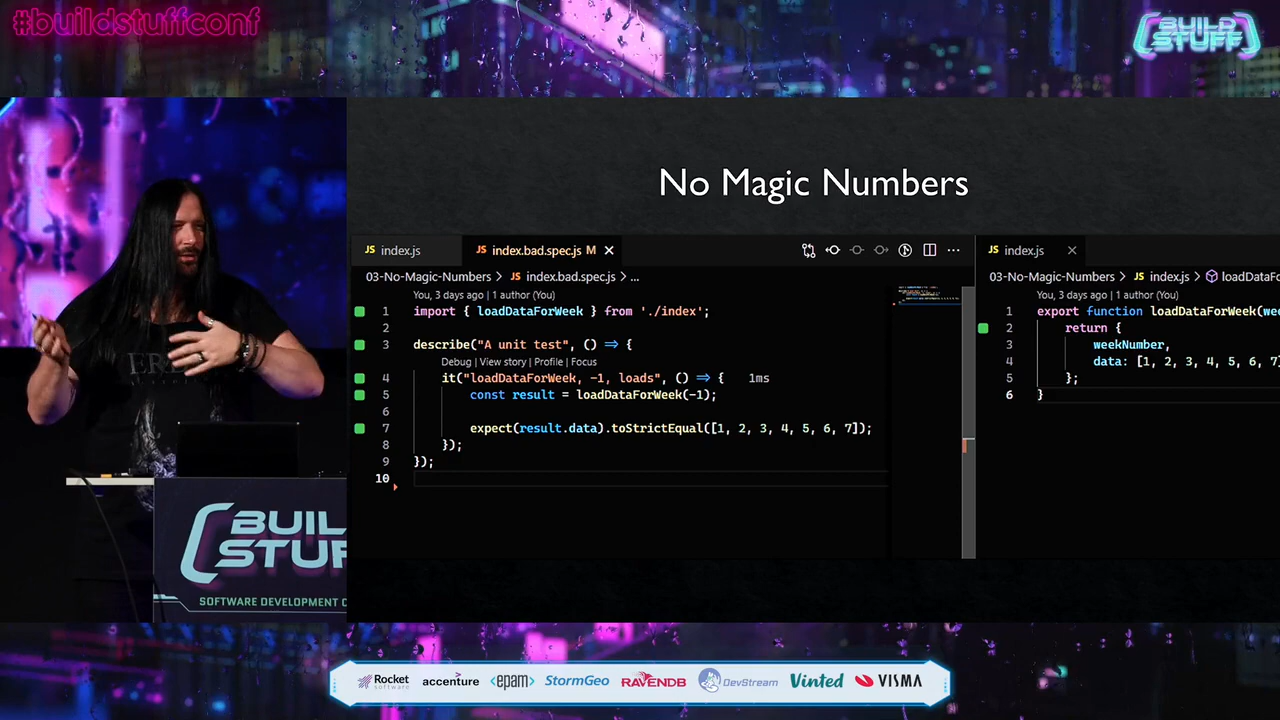 #buildstuffconf
BUILD
STUFF
No Magic Numbers
JS index.js
JS index.bad.spec.js M
03-No-Magic-Numbers > JS index.bad.spec.js > ...
You, 3 days ago | 1 author (You)
1 import { loadDataForWeek } from './index';
2
3 describe("A unit test", () => {
Debug | View story | Profile | Focus
4 it("loadDataForWeek, -1, loads", () => { 1ms
5 const result = loadDataForWeek(-1);
6
7 expect(result.data).toStrictEqual([1, 2, 3, 4, 5, 6, 7]);
8 });
9 });
10
JS index.js
03-No-Magic-Numbers > JS index.js > loadDataFo
You, 3 days ago | 1 author (You)
1 export function loadDataForWeek(wee
2 return {
3 weekNumber,
4 data: [1, 2, 3, 4, 5, 6, 7]
5 };
6 }
BUIL
STUF
SOFTWARE DEVELOPMENT C
Rocket
software
accenture
<epam>
StormGeo
RAVENDB
DevStream
Vinted
VISMA